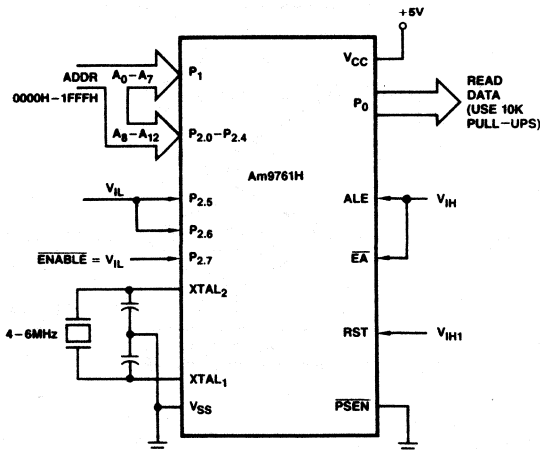 +5V
ADDR
0000H–1FFFH
A0–A7
P1
A8–A12
P2.0–P2.4
VIL
P2.5
P2.6
ENABLE = VIL
P2.7
XTAL2
4–6MHz
XTAL1
VSS
Am9761H
VCC
P0
READ
DATA
(USE 10K
PULL–UPS)
ALE
VIH
EA
RST
VIH1
PSEN